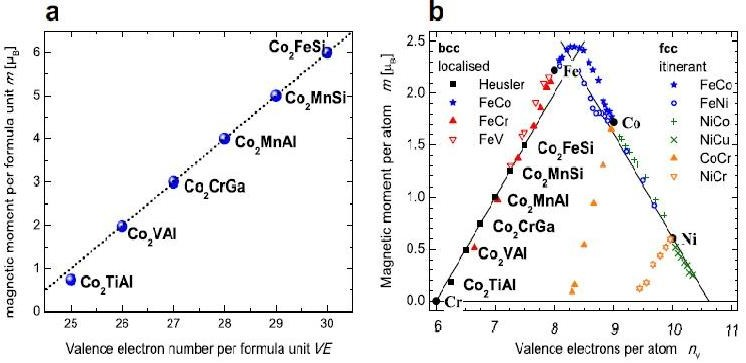 a
magnetic moment per formula unit m [μB]
6
5
4
3
2
1
0
Co2FeSi
Co2MnSi
Co2MnAl
Co2CrGa
Co2VAl
Co2TiAl
25 26 27 28 29 30
Valence electron number per formula unit VE
b
Magnetic moment per atom m [μB]
2.5
2.0
1.5
1.0
0.5
0.0
bcc
localised
Heusler
FeCo
FeCr
FeV
fcc
itinerant
FeCo
FeNi
NiCo
NiCu
CoCr
NiCr
Fe
Co
Ni
Cr
Co2FeSi
Co2MnSi
Co2MnAl
Co2CrGa
Co2VAl
Co2TiAl
6 7 8 9 10 11
Valence electrons per atom nv